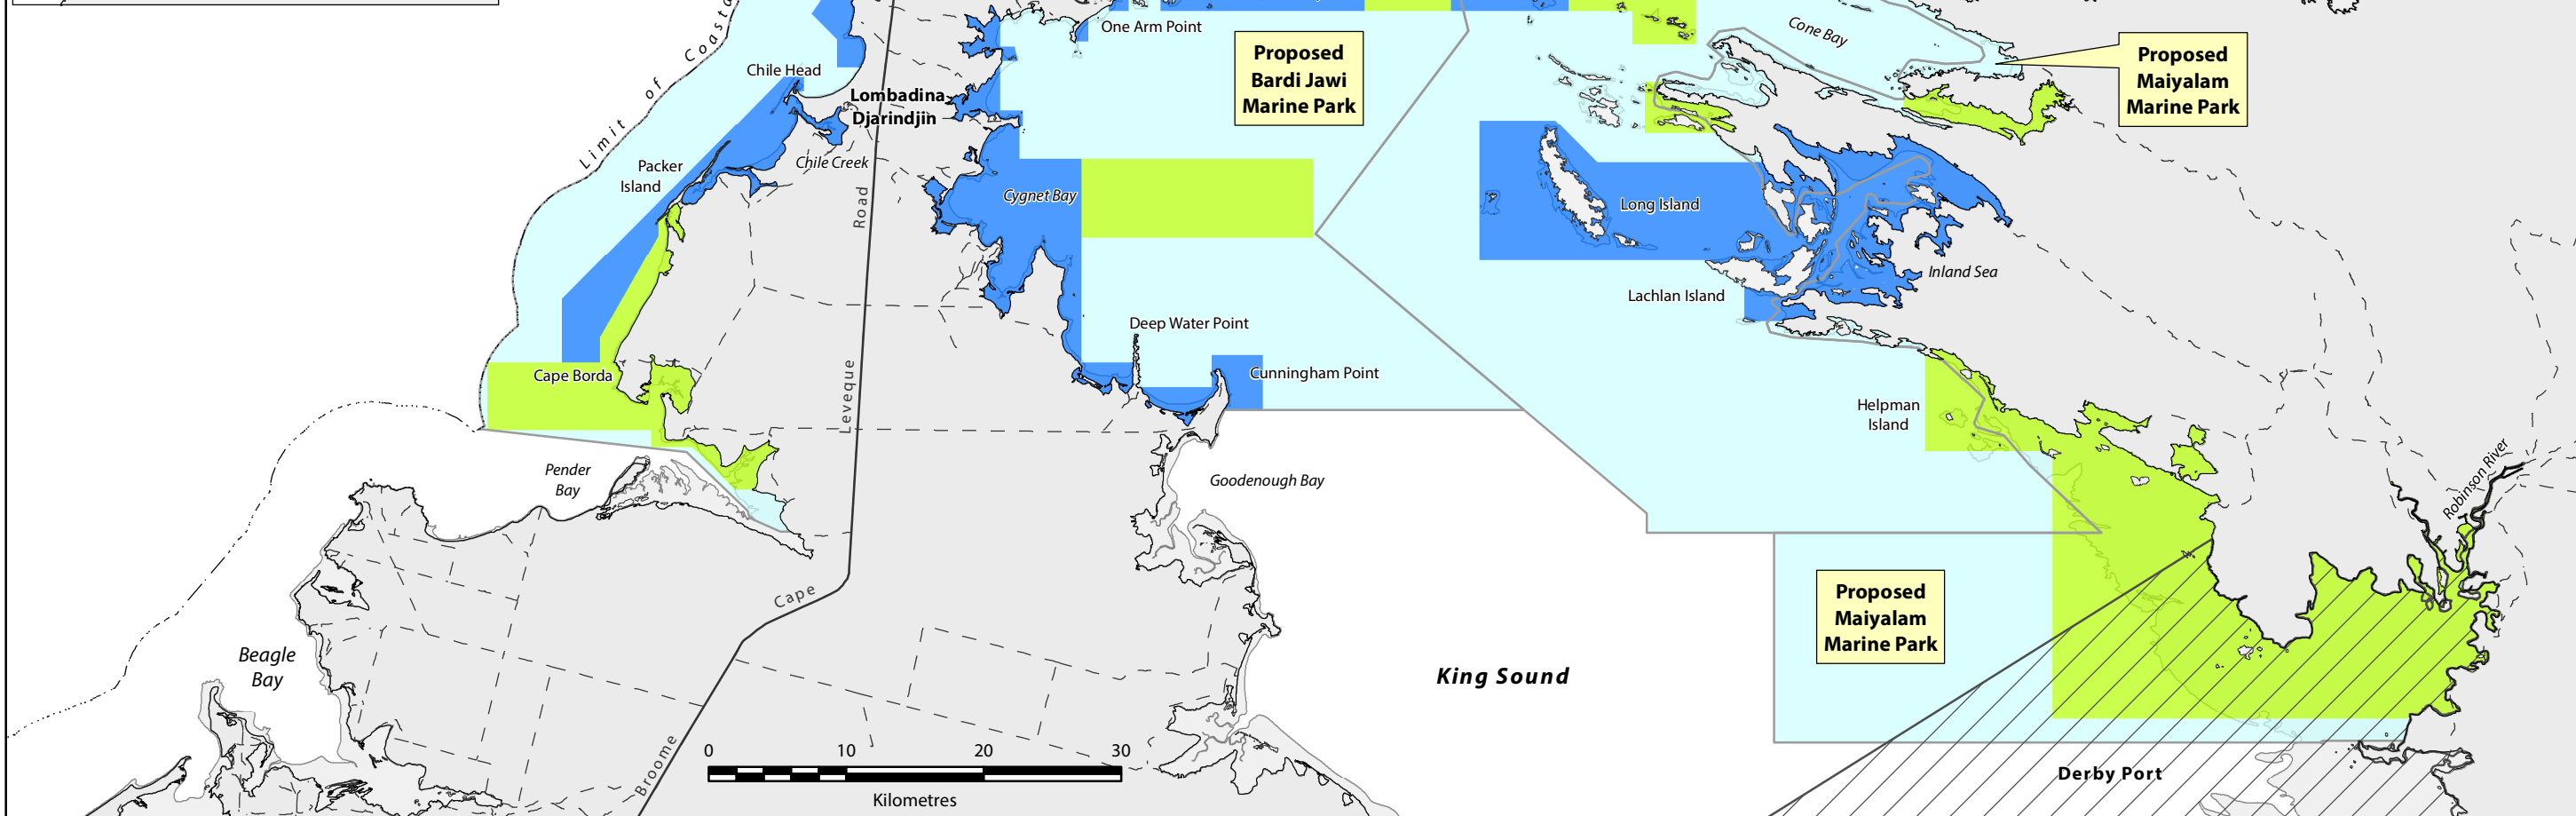 One Arm Point
Cone Bay
Proposed
Bardi Jawi
Marine Park
Proposed
Maiyalam
Marine Park
Limit of Coasta
Chile Head
Lombadina
Djarindjin
Chile Creek
Packer
Island
Road
Cygnet Bay
Long Island
Inland Sea
Lachlan Island
Deep Water Point
Cape Borda
Cunningham Point
Leveque
Helpman
Island
Pender
Bay
Goodenough Bay
Robinson River
Cape
Proposed
Maiyalam
Marine Park
Beagle
Bay
King Sound
Broome
0 10 20 30
Kilometres
Derby Port